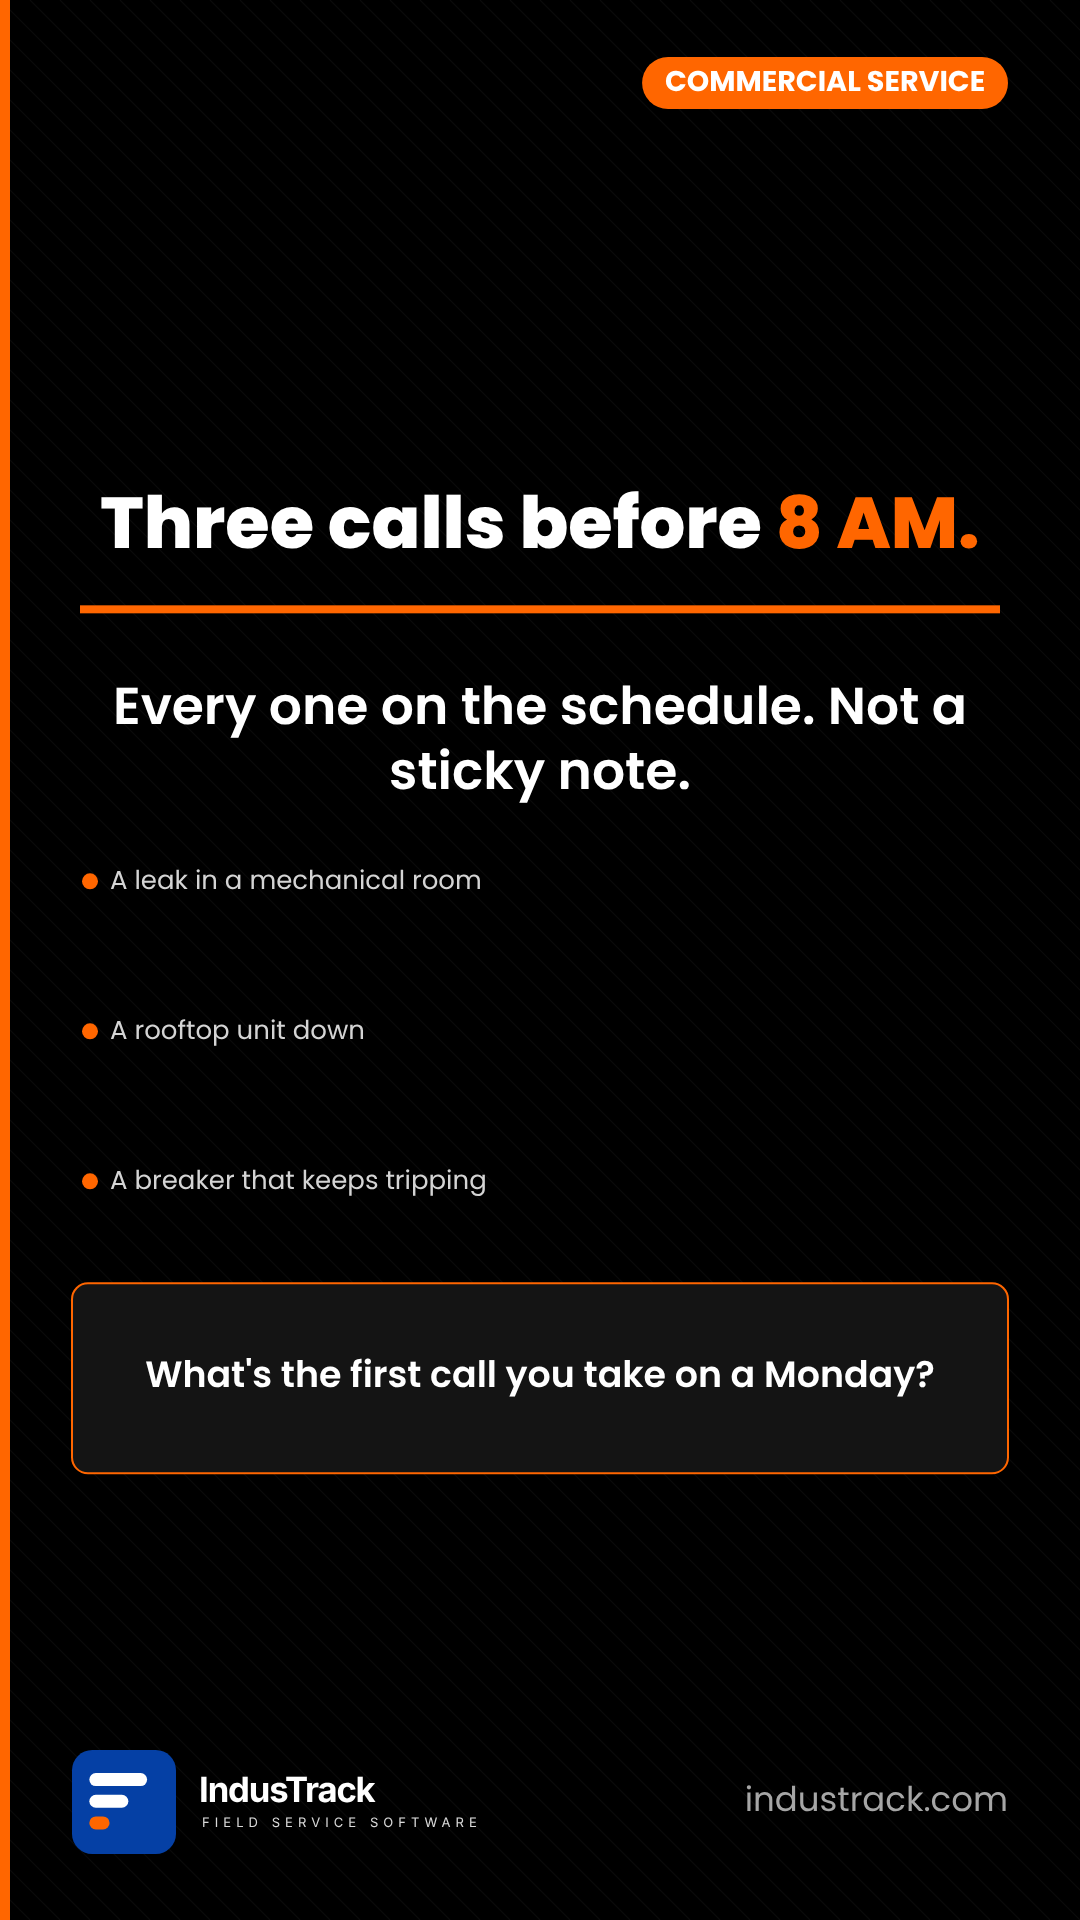 COMMERCIAL SERVICE
Three calls before 8 AM.
Every one on the schedule. Not a
sticky note.
A leak in a mechanical room
A rooftop unit down
A breaker that keeps tripping
What's the first call you take on a Monday?
IndusTrack
FIELD SERVICE SOFTWARE
industrack.com